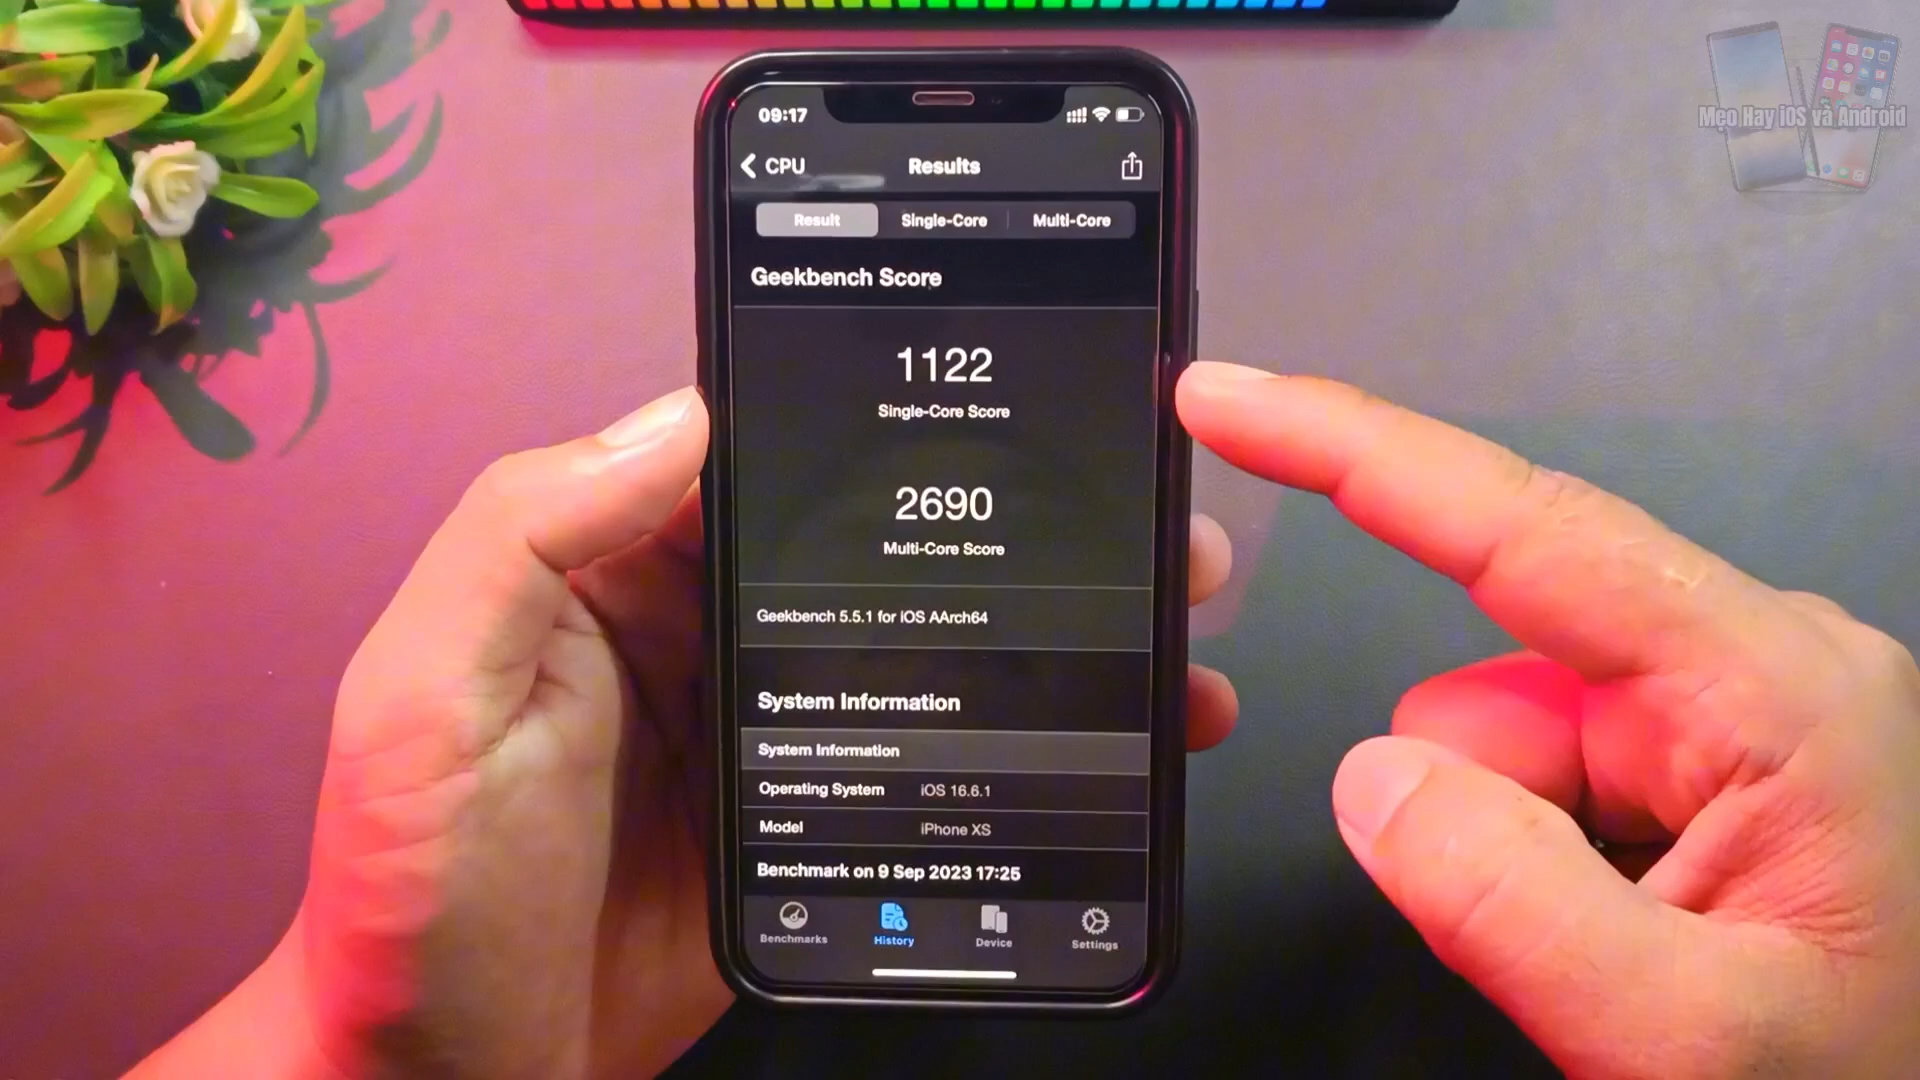 Mẹo Hay iOS và Android
09:17
CPU
Results
Result
Single-Core
Multi-Core
Geekbench Score
1122
Single-Core Score
2690
Multi-Core Score
Geekbench 5.5.1 for iOS AArch64
System Information
System Information
Operating System iOS 16.6.1
Model iPhone XS
Benchmark on 9 Sep 2023 17:25
Benchmarks
History
Device
Settings